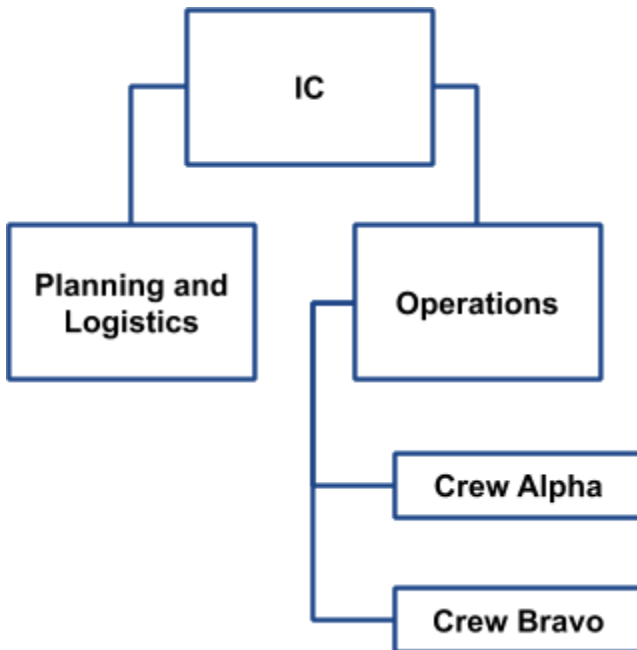 IC
Planning and
Logistics
Operations
Crew Alpha
Crew Bravo